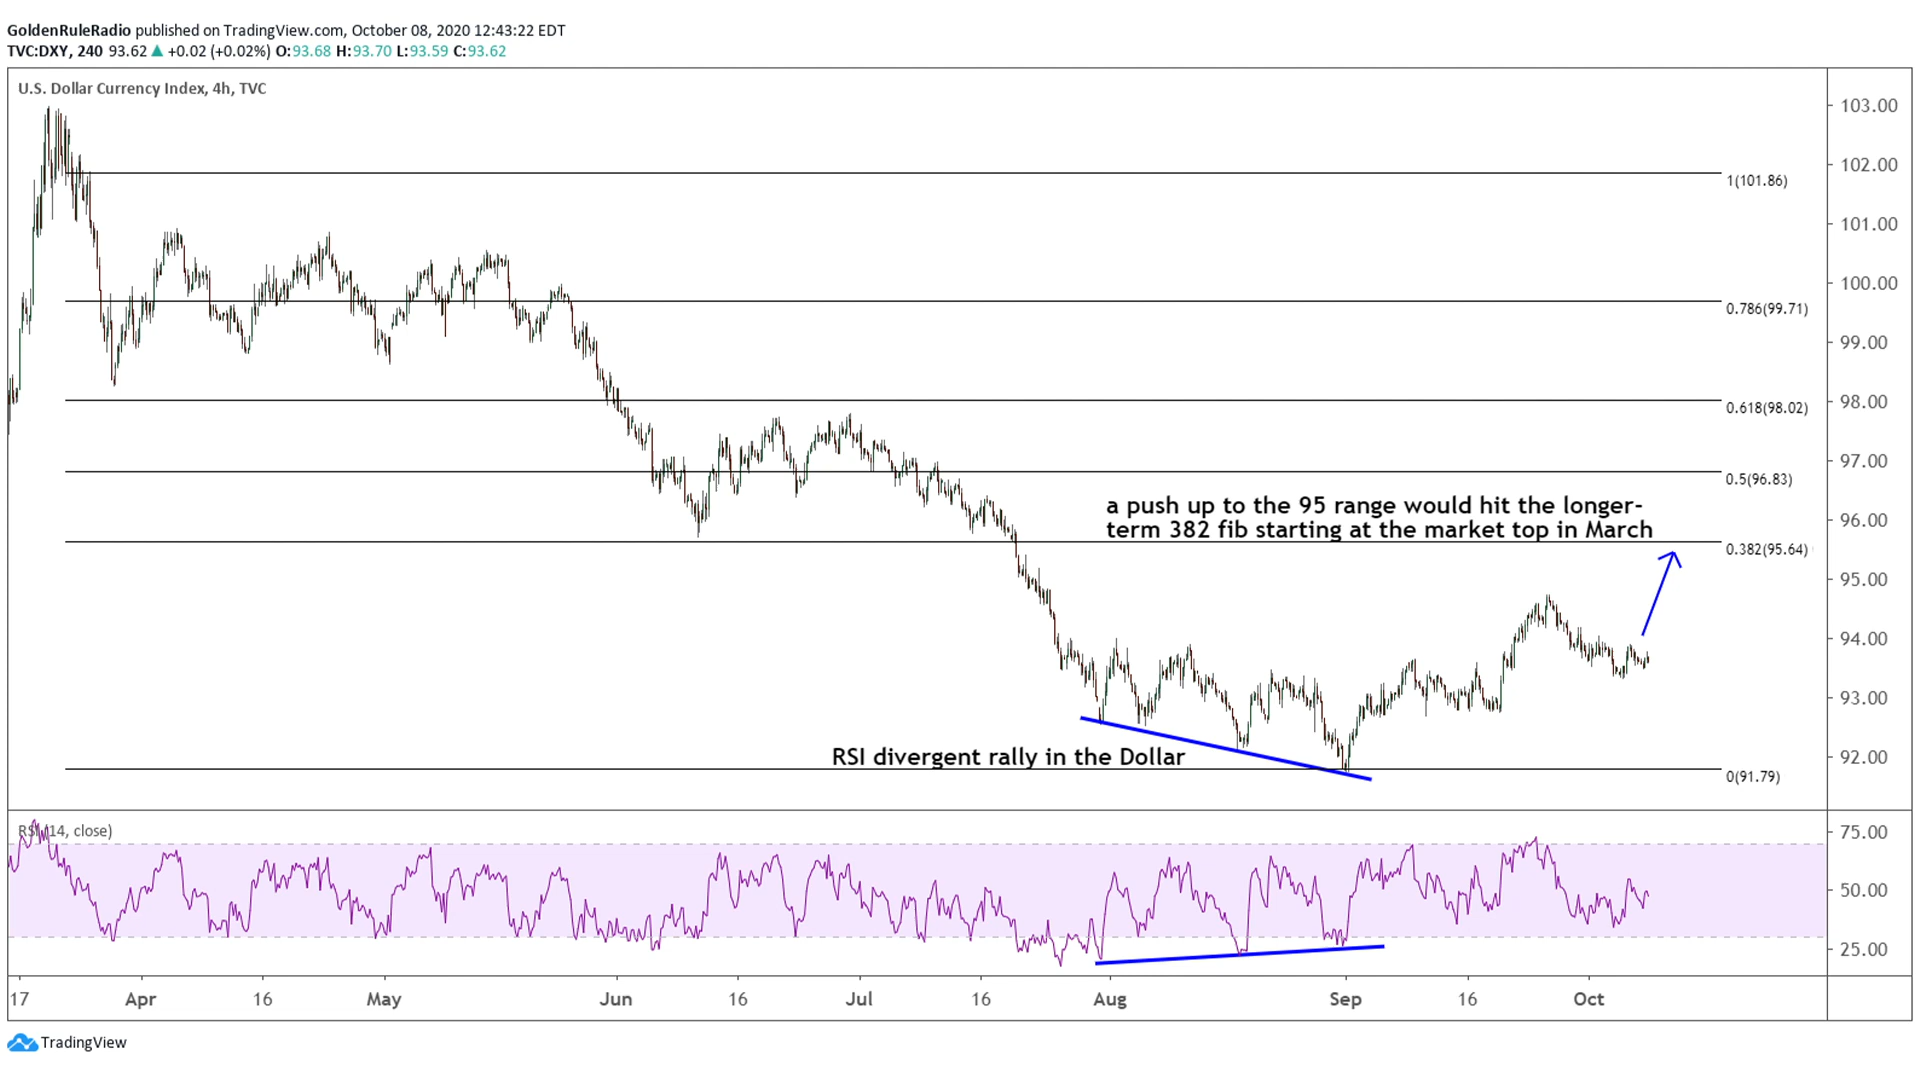 GoldenRuleRadio published on TradingView.com, October 08, 2020 12:43:22 EDT
TVC:DXY, 240 93.62 ▲ +0.02 (+0.02%) O:93.68 H:93.70 L:93.59 C:93.62
U.S. Dollar Currency Index, 4h, TVC
103.00
102.00
1(101.86)
101.00
100.00
0.786(99.71)
99.00
98.00
0.618(98.02)
97.00
0.5(96.83)
a push up to the 95 range would hit the longer-
term 382 fib starting at the market top in March
96.00
0.382(95.64)
95.00
94.00
93.00
RSI divergent rally in the Dollar
92.00
0(91.79)
RSI (14, close)
75.00
50.00
25.00
17 Apr 16 May Jun 16 Jul 16 Aug Sep 16 Oct
TradingView